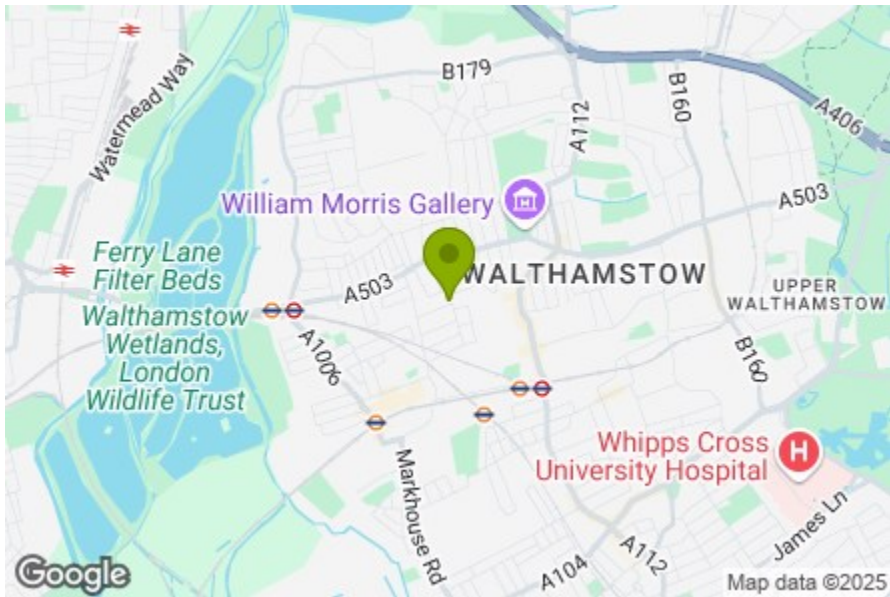 B179
Watermead Way
A112
B160
A406
William Morris Gallery
A503
Ferry Lane
Filter Beds
A503
WALTHAMSTOW
UPPER
WALTHAMSTOW
Walthamstow
Wetlands,
London
Wildlife Trust
A1006
B160
Whipps Cross
University Hospital
H
Markhouse Rd
James Ln
A104
A112
Google
Map data ©2025